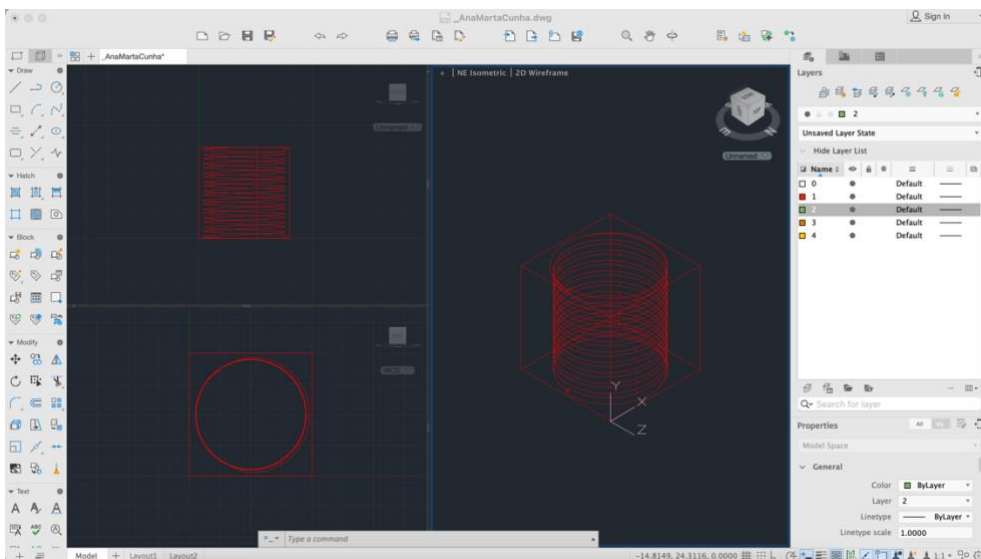 _AnaMartaCunha.dwg
Sign In
_AnaMartaCunha*
Draw
Hatch
Block
Modify
Text
Unnamed
NE Isometric | 2D Wireframe
Unnamed
WCS
Y
X
Z
Type a command
Model
Layout1
Layout2
-14.8149, 24.3116, 0.0000
1:1
Layers
2
Unsaved Layer State
Hide Layer List
Name
0 Default
1 Default
2 Default
3 Default
4 Default
Search for layer
Properties
All
Model Space
General
Color ByLayer
Layer 2
Linetype ByLayer
Linetype scale 1.0000